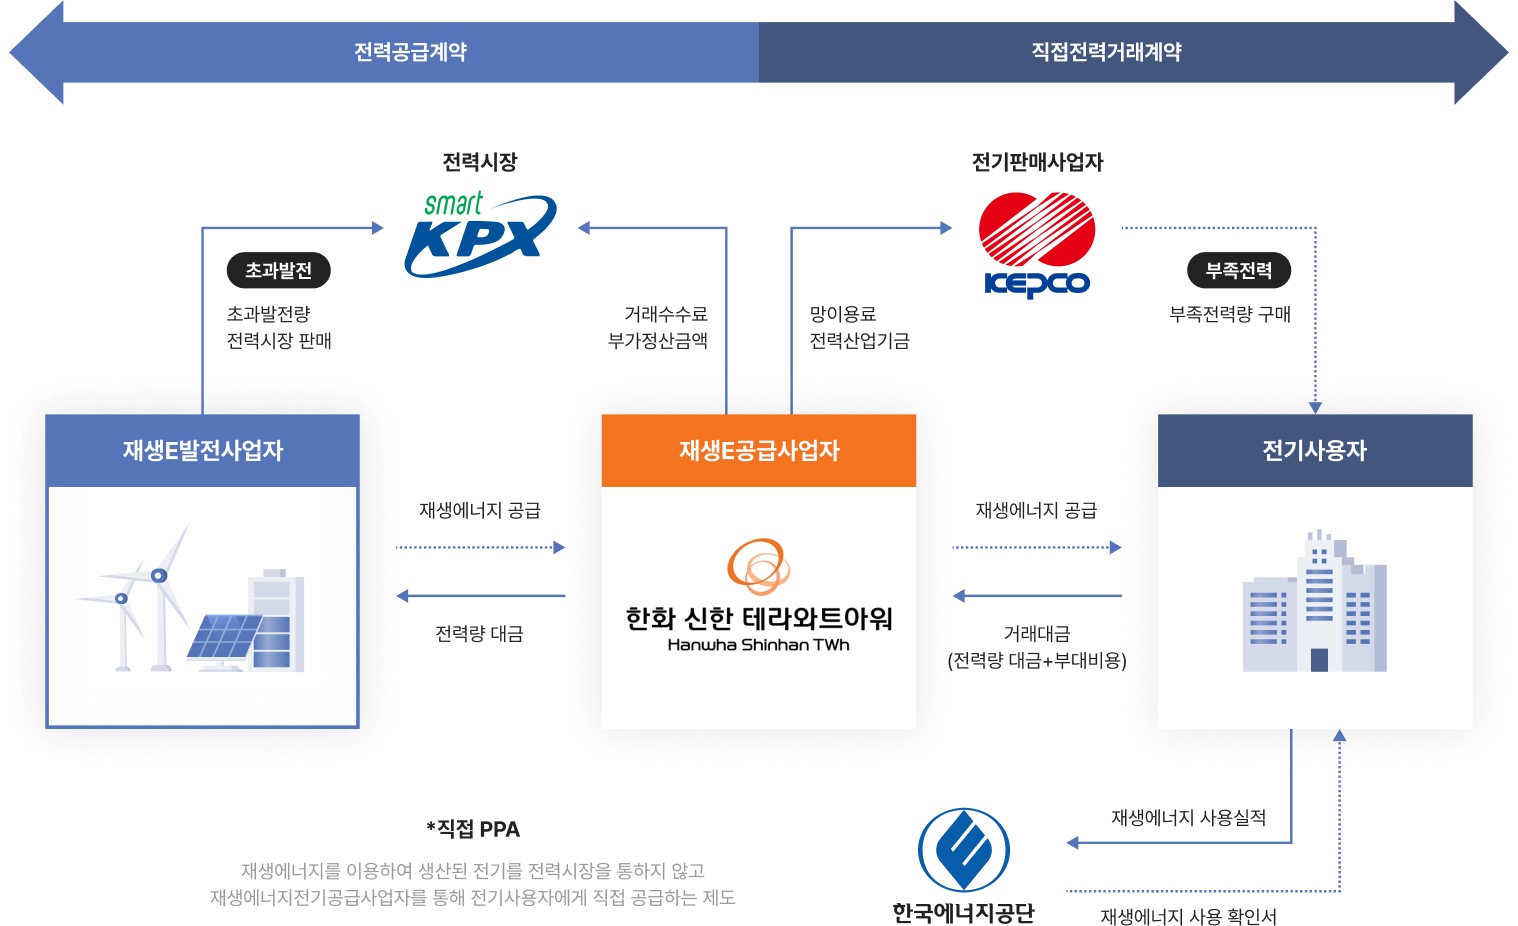 전력공급계약
직접전력거래계약
전력시장
smart
KPX
전기판매사업자
KEPCO
초과발전
초과발전량
전력시장 판매
거래수수료
부가정산금액
망이용료
전력산업기금
부족전력
부족전력량 구매
재생E발전사업자
재생E공급사업자
전기사용자
재생에너지 공급
전력량 대금
한화 신한 테라와트아워
Hanwha Shinhan TWh
재생에너지 공급
거래대금
(전력량 대금+부대비용)
*직접 PPA
재생에너지를 이용하여 생산된 전기를 전력시장을 통하지 않고
재생에너지전기공급사업자를 통해 전기사용자에게 직접 공급하는 제도
한국에너지공단
재생에너지 사용실적
재생에너지 사용 확인서